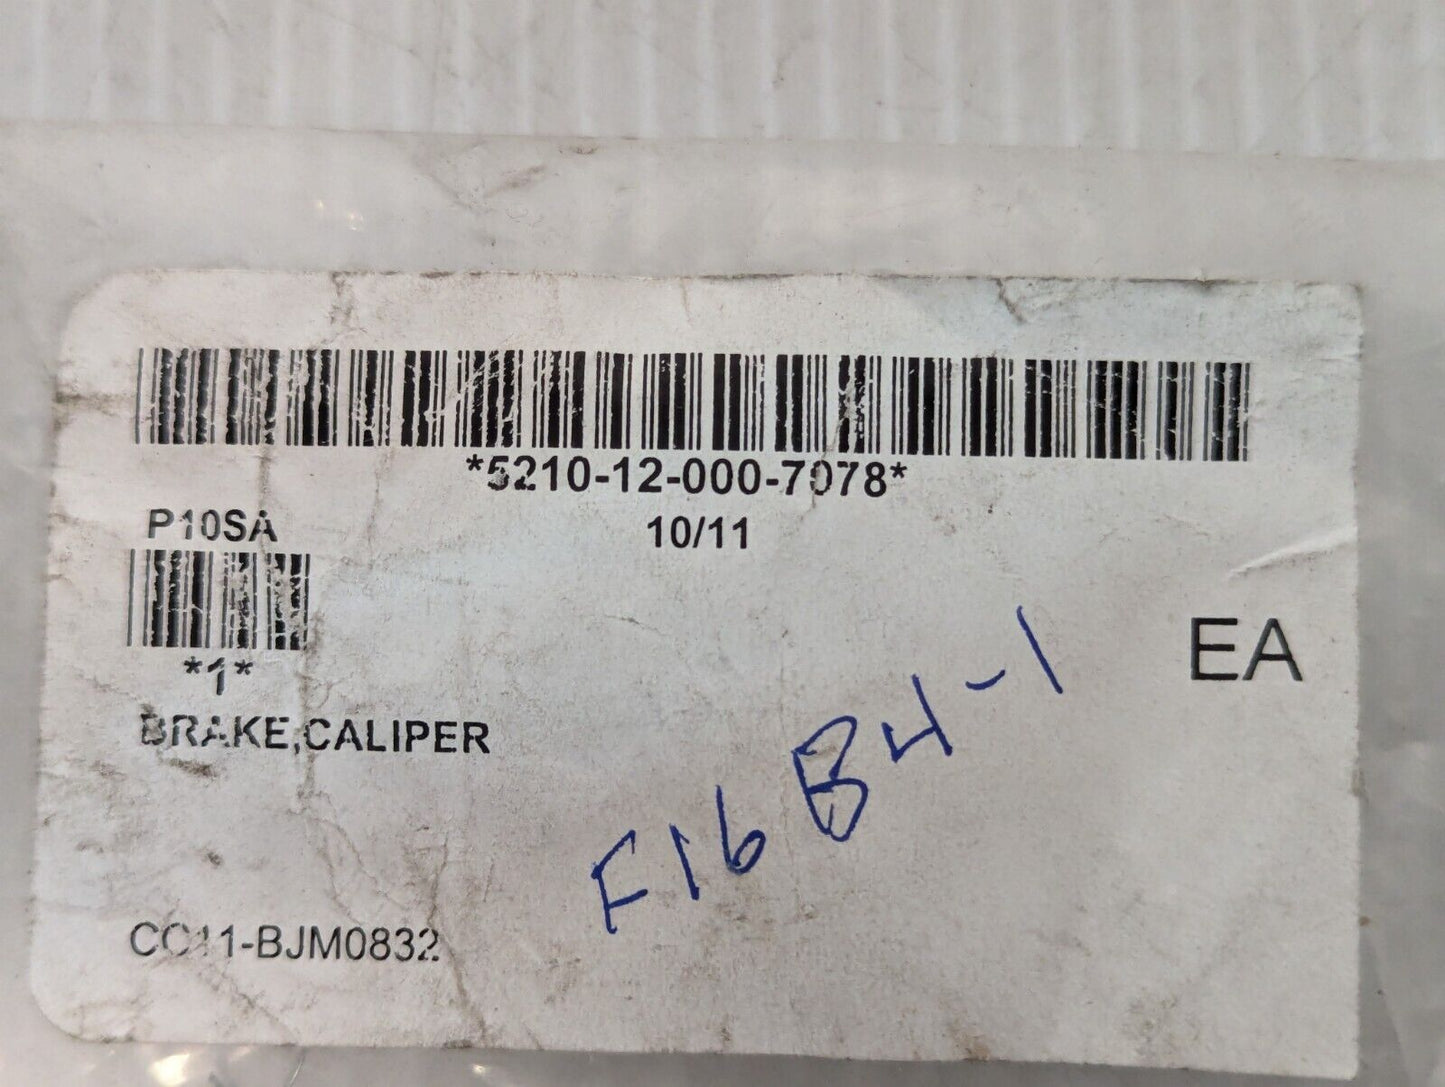 *5210-12-000-7078*
P10SA
10/11
*1*
EA
BRAKE,CALIPER
F16B4-1
CC11-BJM0832